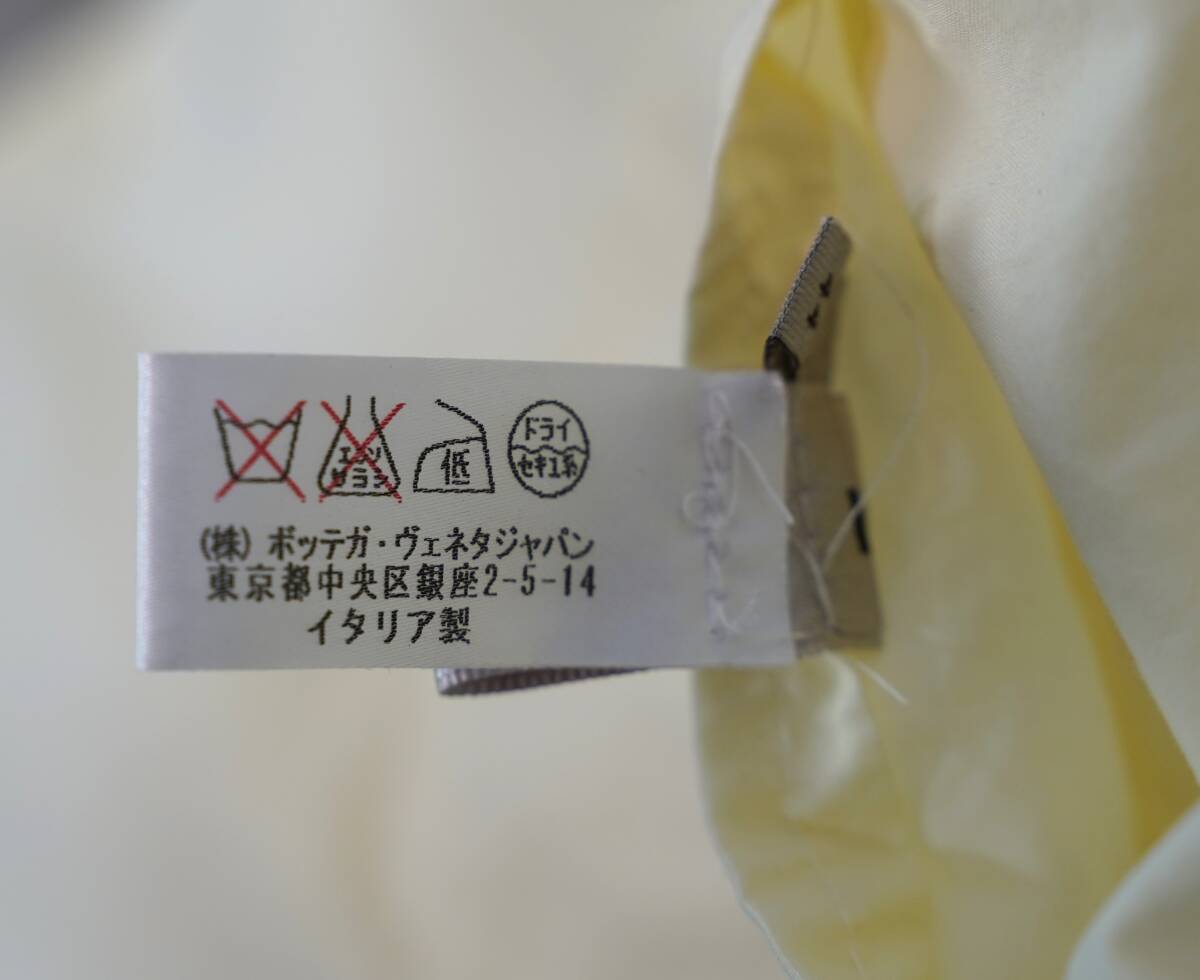 エンソ
サラシ
低
ドライ
セキユ系
(株) ボッテガ・ヴェネタジャパン
東京都中央区銀座2-5-14
イタリア製